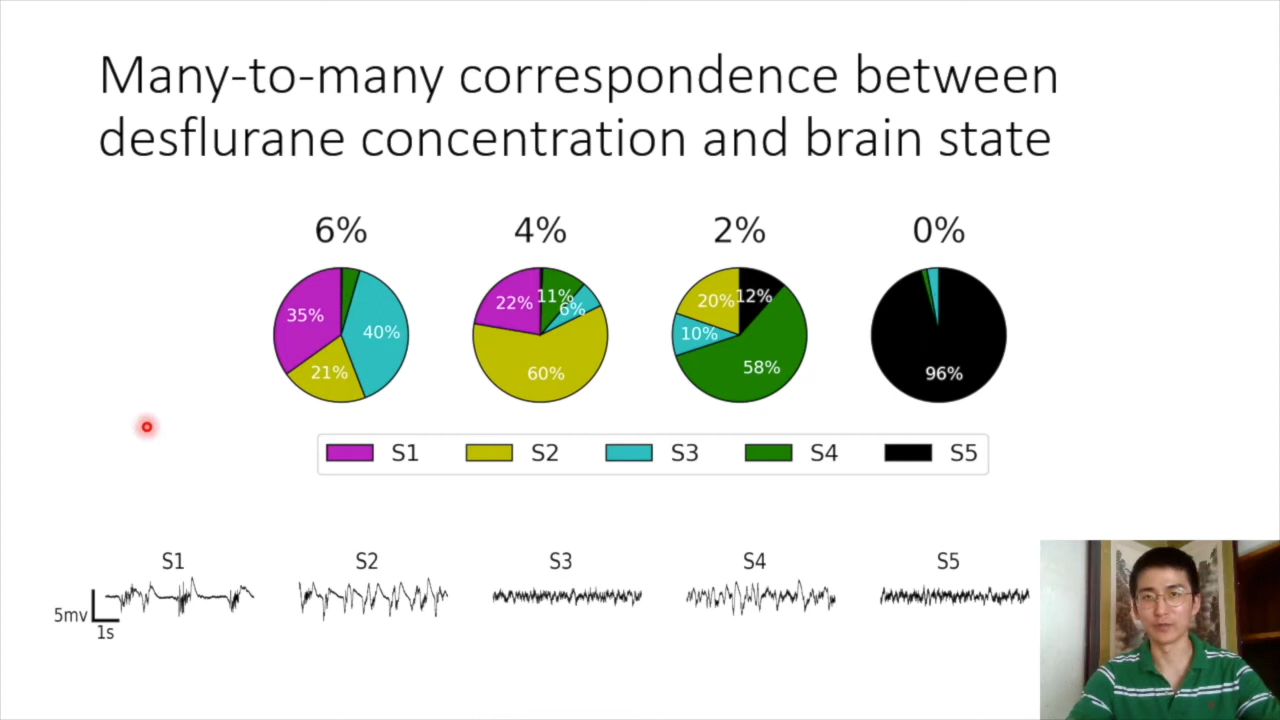 Many-to-many correspondence between
desflurane concentration and brain state
6% 4% 2% 0%
35% 40% 21%
22% 11% 6% 60%
20% 12% 10% 58%
96%
S1 S2 S3 S4 S5
S1 S2 S3 S4 S5
5mv
1s